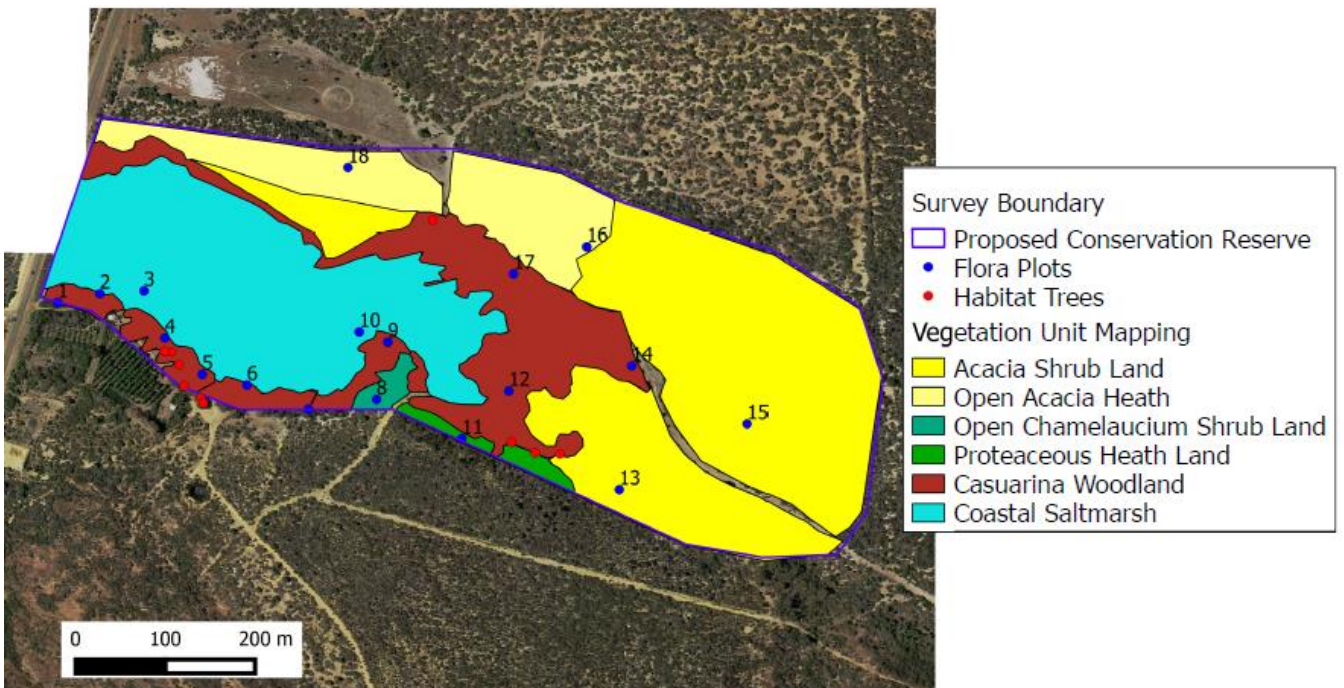 18
16
17
1
2
3
4
5
6
7
8
9
10
11
12
13
14
15
0 100 200 m
Survey Boundary
Proposed Conservation Reserve
Flora Plots
Habitat Trees
Vegetation Unit Mapping
Acacia Shrub Land
Open Acacia Heath
Open Chamelaucium Shrub Land
Proteaceous Heath Land
Casuarina Woodland
Coastal Saltmarsh